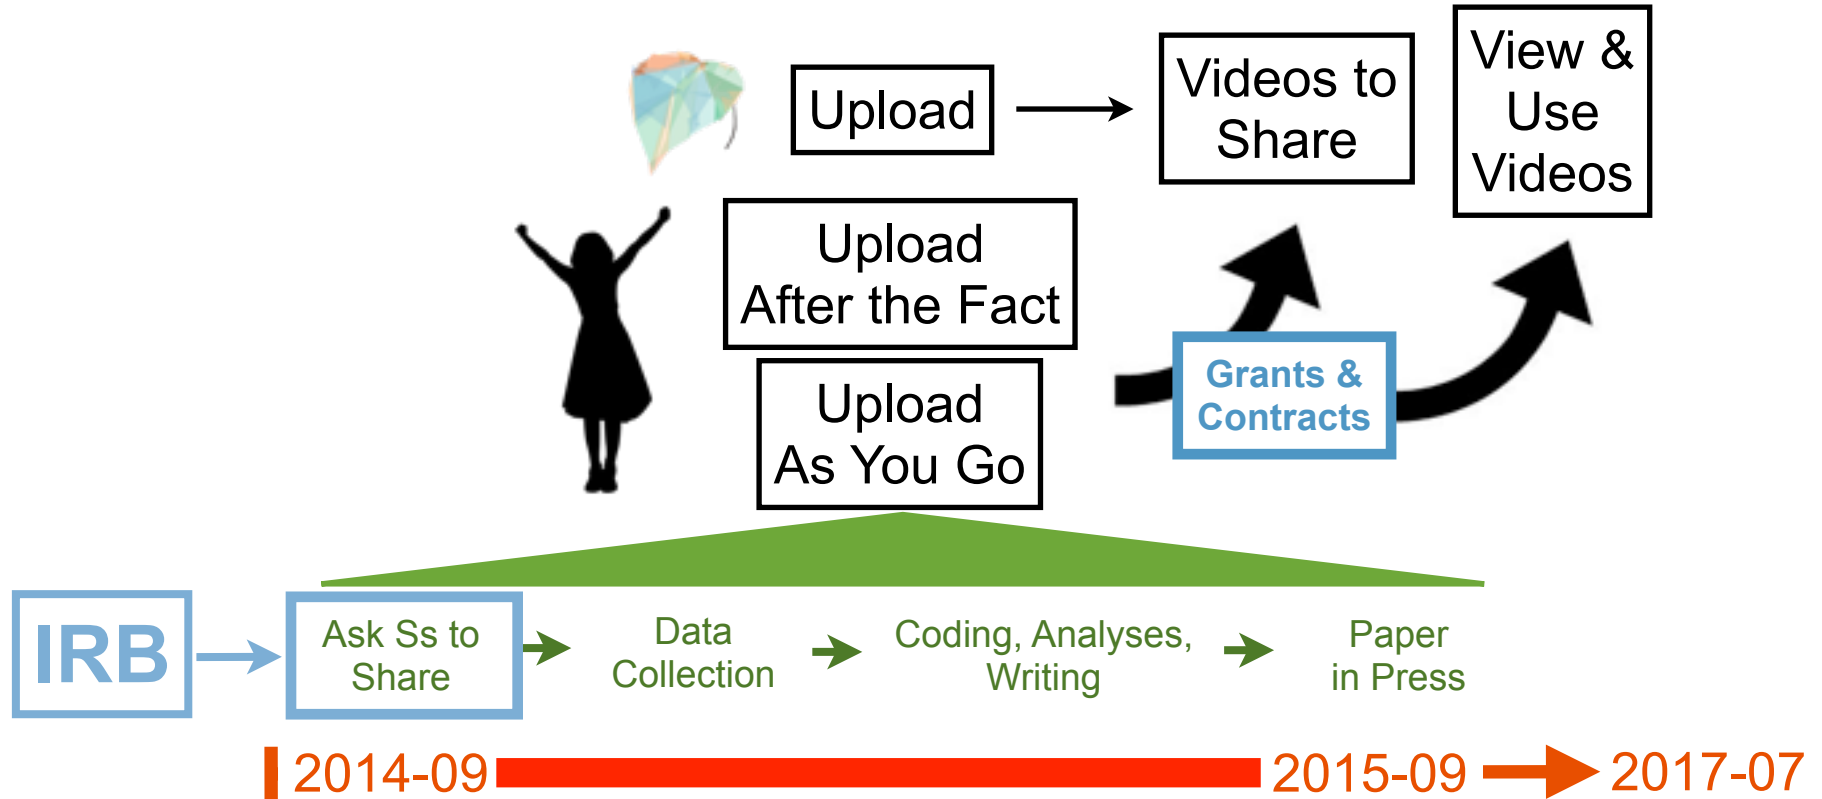 Upload
Videos to
Share
View &
Use
Videos
Upload
After the Fact
Upload
As You Go
Grants &
Contracts
IRB
Ask Ss to
Share
Data
Collection
Coding, Analyses,
Writing
Paper
in Press
2014-09
2015-09
2017-07